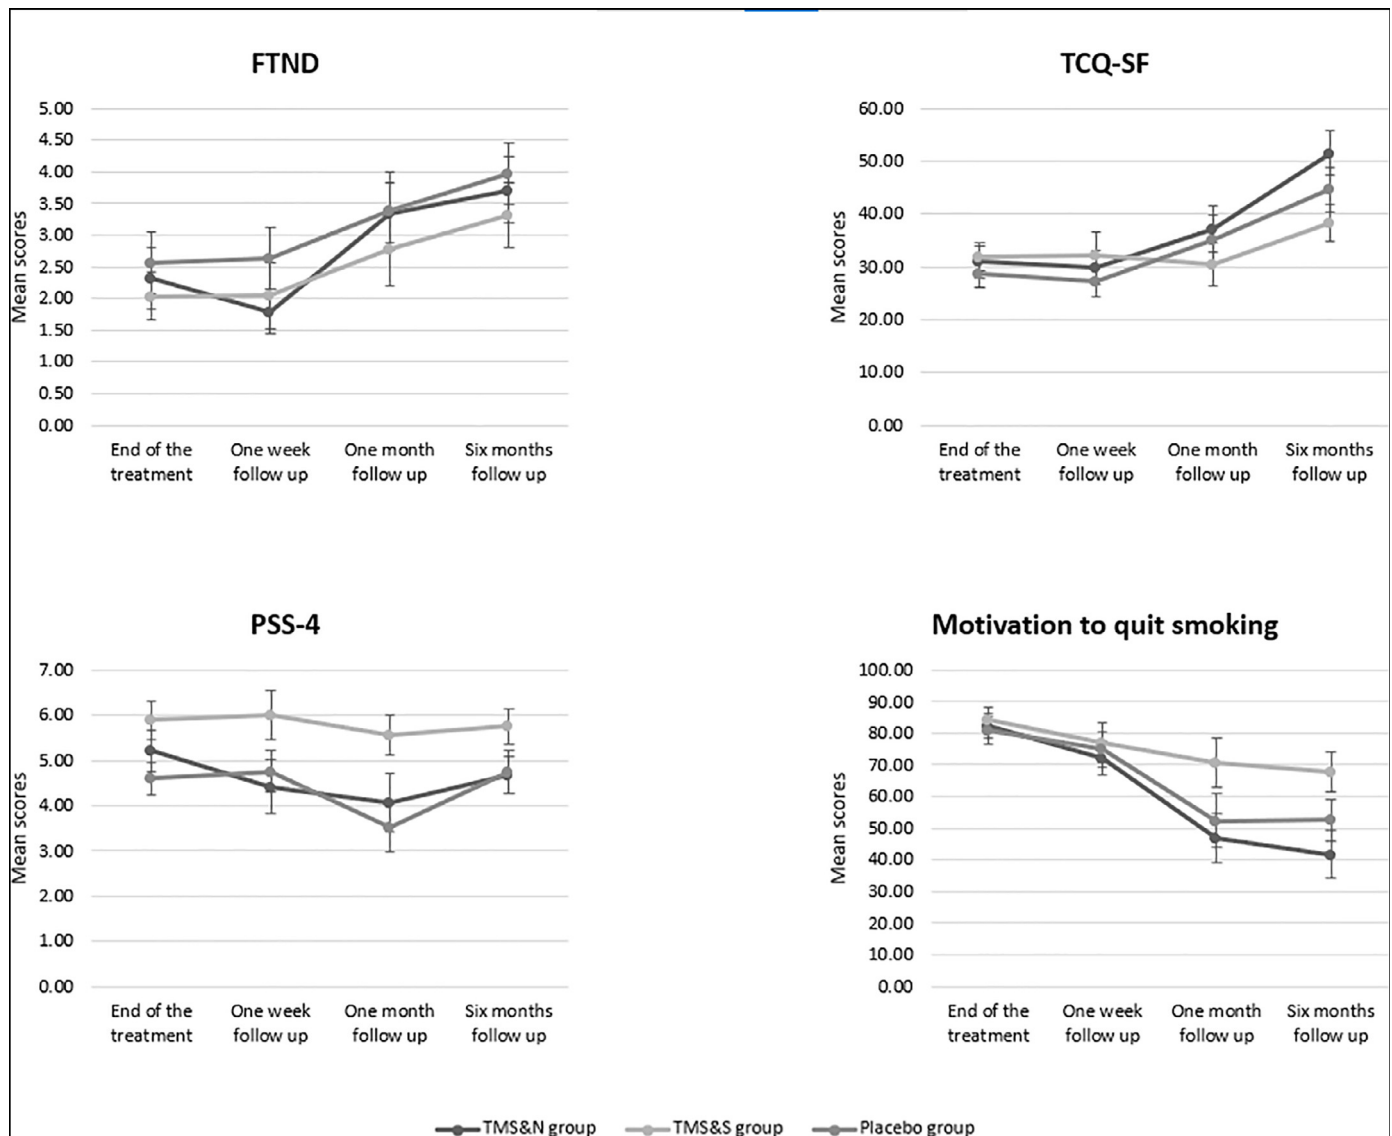 FTND
5.00
4.50
4.00
3.50
3.00
2.50
2.00
1.50
1.00
0.50
0.00
Mean scores
End of the treatment
One week follow up
One month follow up
Six months follow up
TCQ-SF
60.00
50.00
40.00
30.00
20.00
10.00
0.00
Mean scores
End of the treatment
One week follow up
One month follow up
Six months follow up
PSS-4
7.00
6.00
5.00
4.00
3.00
2.00
1.00
0.00
Mean scores
End of the treatment
One week follow up
One month follow up
Six months follow up
Motivation to quit smoking
100.00
90.00
80.00
70.00
60.00
50.00
40.00
30.00
20.00
10.00
0.00
Mean scores
End of the treatment
One week follow up
One month follow up
Six months follow up
TMS&N group
TMS&S group
Placebo group